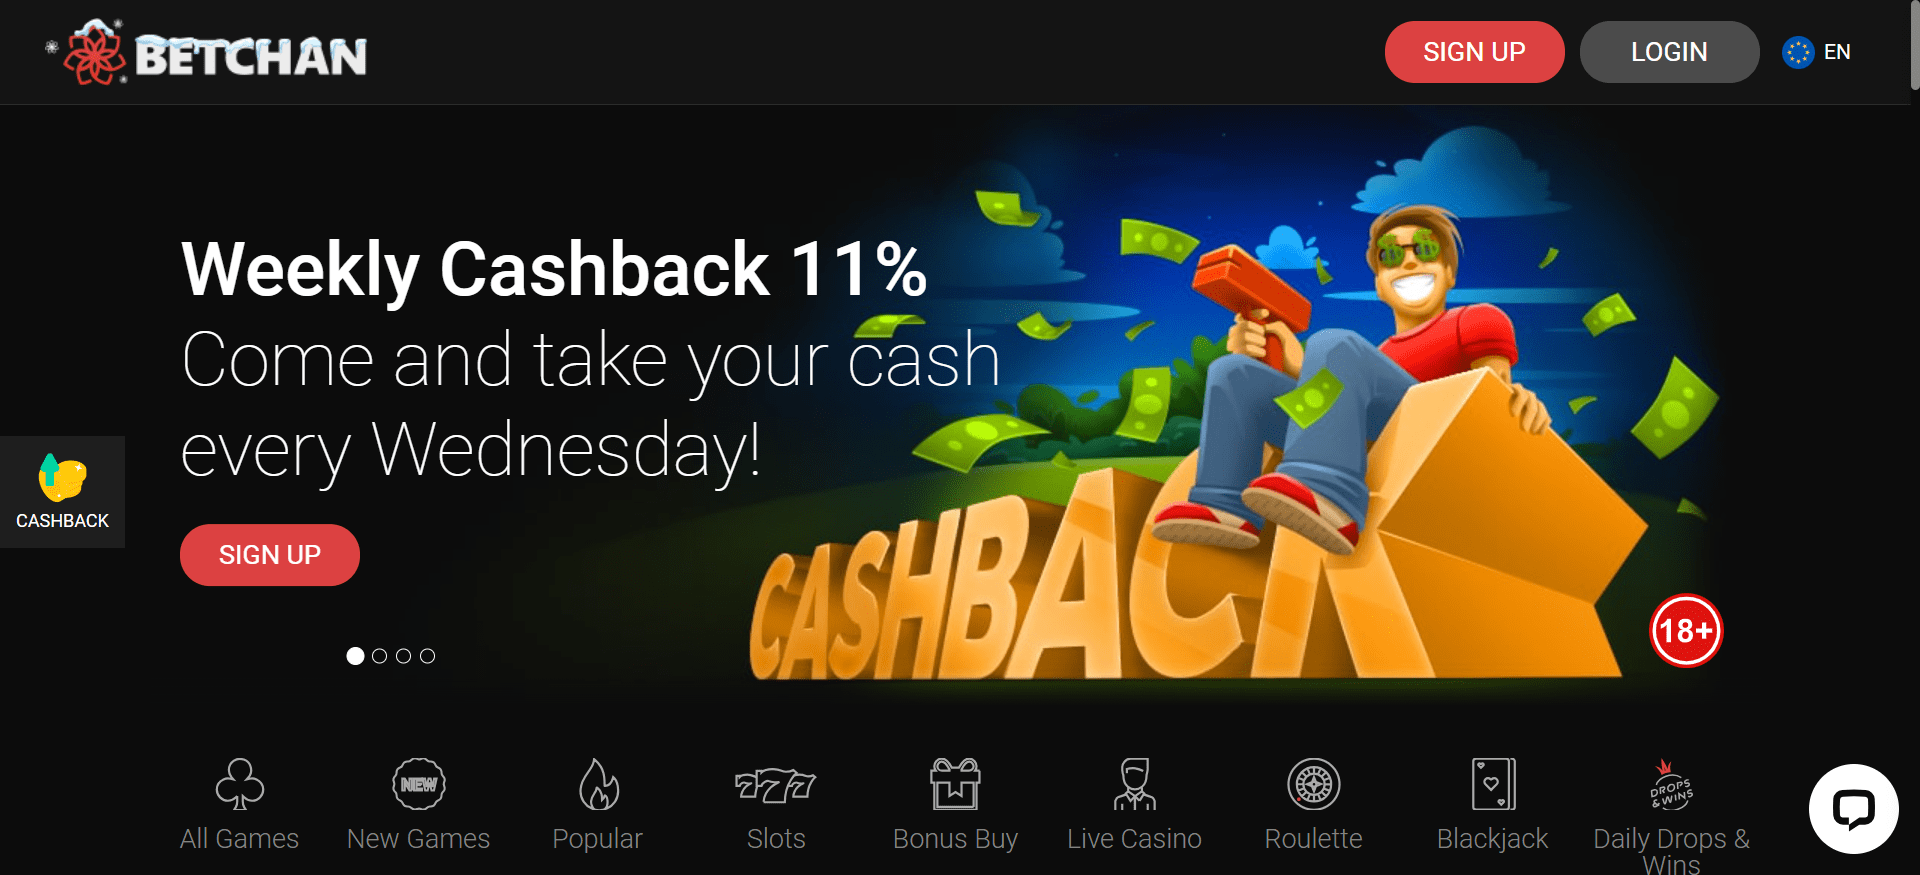 BETCHAN
SIGN UP
LOGIN
EN
Weekly Cashback 11%
Come and take your cash
every Wednesday!
CASHBACK
SIGN UP
CASHBACK
18+
777
NEW
DROPS
& WINS
All Games
New Games
Popular
Slots
Bonus Buy
Live Casino
Roulette
Blackjack
Daily Drops &
Wins